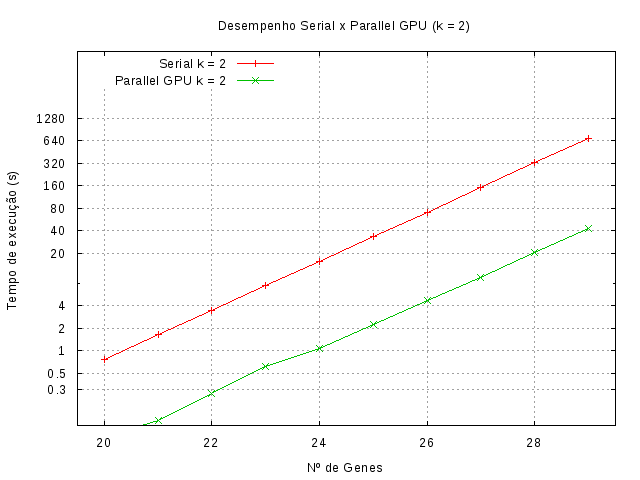 Desempenho Serial x Parallel GPU (k = 2)
Serial k = 2
Parallel GPU k = 2
1280
640
320
160
80
40
20
4
2
1
0.5
0.3
Tempo de execução (s)
20 22 24 26 28
Nº de Genes